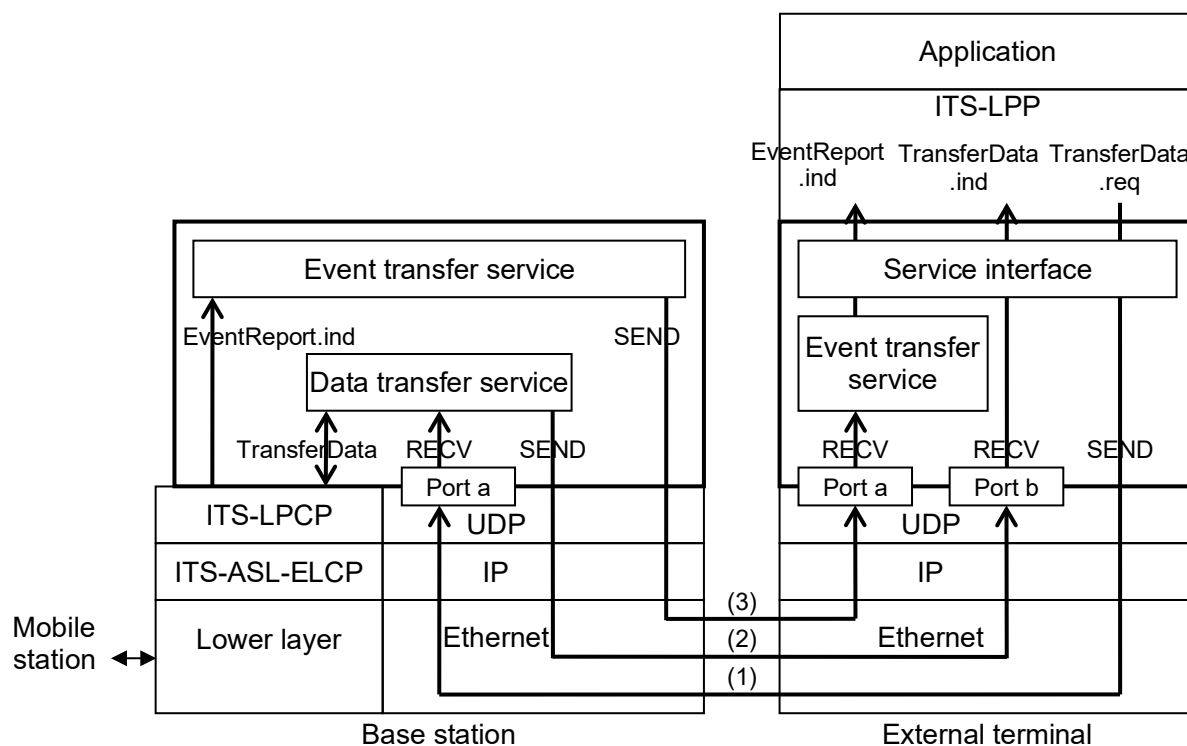 Application
ITS-LPP
EventReport
.ind
TransferData
.ind
TransferData
.req
Event transfer service
Service interface
EventReport.ind
SEND
Event transfer
service
Data transfer service
TransferData
RECV
SEND
RECV
RECV
SEND
Port a
Port a
Port b
ITS-LPCP
UDP
UDP
ITS-ASL-ELCP
IP
IP
(3)
Mobile
station
Lower layer
Ethernet
(2)
Ethernet
(1)
Base station
External terminal